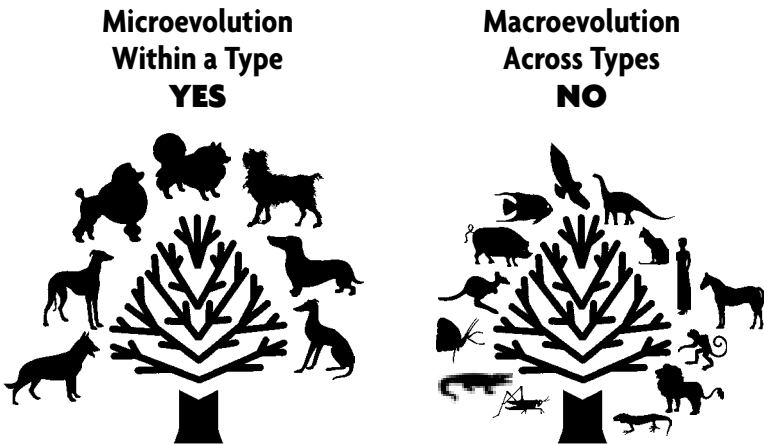 Microevolution
Within a Type
YES
Macroevolution
Across Types
NO